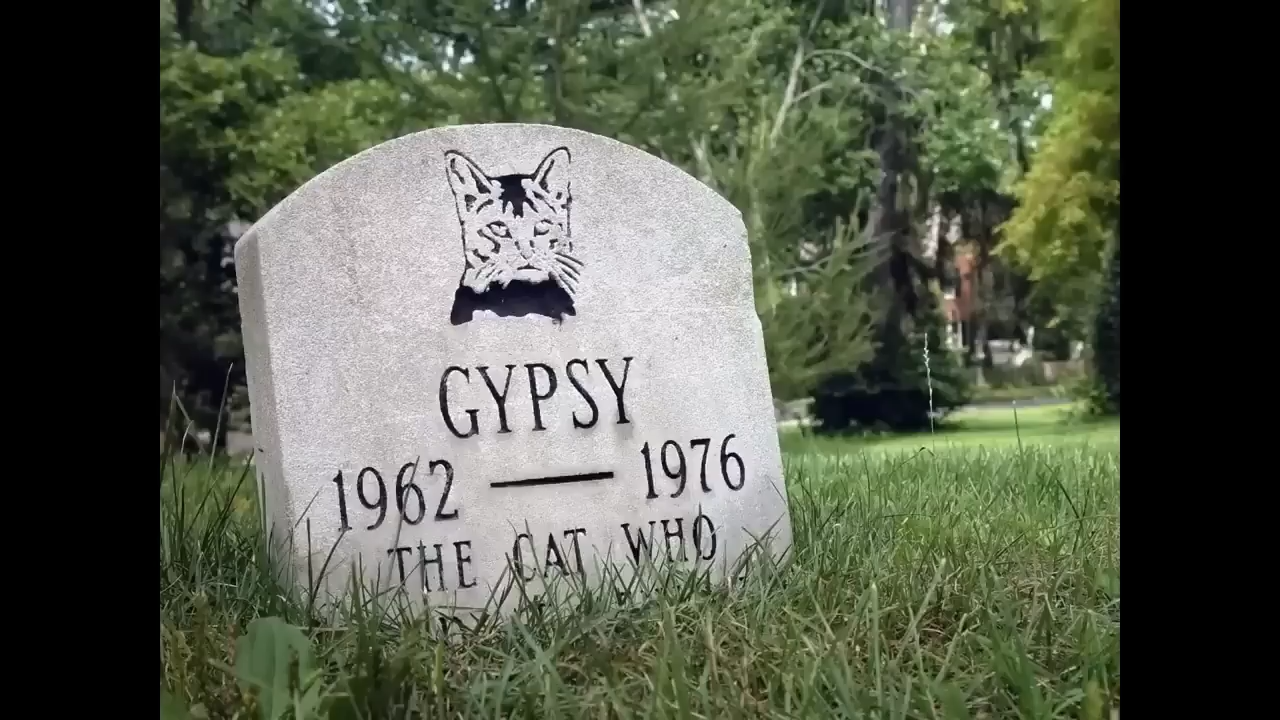 GYPSY
1962 — 1976
THE CAT WHO